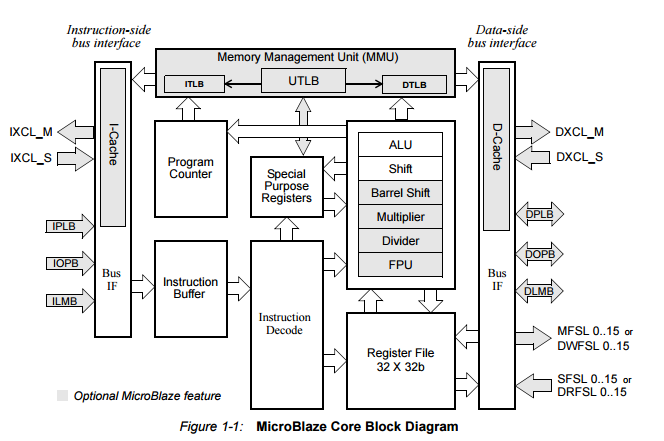 Instruction-side
bus interface
Data-side
bus interface
Memory Management Unit (MMU)
ITLB
UTLB
DTLB
I-Cache
D-Cache
IXCL_M
IXCL_S
DXCL_M
DXCL_S
Program
Counter
Special
Purpose
Registers
ALU
Shift
Barrel Shift
Multiplier
Divider
FPU
IPLB
IOPB
ILMB
Bus
IF
Instruction
Buffer
Instruction
Decode
Register File
32 X 32b
Bus
IF
DPLB
DOPB
DLMB
MFSL 0..15 or
DWFSL 0..15
SFSL 0..15 or
DRFSL 0..15
Optional MicroBlaze feature
Figure 1-1: MicroBlaze Core Block Diagram